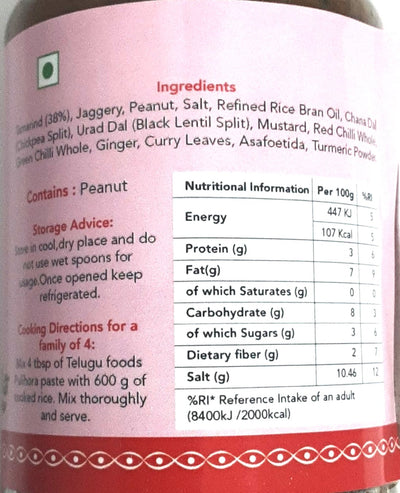 Ingredients
Tamarind (38%), Jaggery, Peanut, Salt, Refined Rice Bran Oil, Chana Dal
(Chickpea Split), Urad Dal (Black Lentil Split), Mustard, Red Chilli Whole,
Green Chilli Whole, Ginger, Curry Leaves, Asafoetida, Turmeric Powder
Contains : Peanut
Storage Advice:
Store in cool,dry place and do
not use wet spoons for
usage.Once opened keep
refrigerated.
Cooking Directions for a
family of 4:
Mix 4 tbsp of Telugu foods
Pulihora paste with 600 g of
cooked rice. Mix thoroughly
and serve.
Nutritional Information Per 100g %RI
Energy 447 KJ 5
107 Kcal 5
Protein (g) 3 6
Fat(g) 7 9
of which Saturates (g) 0 0
Carbohydrate (g) 8 3
of which Sugars (g) 3 6
Dietary fiber (g) 2 7
Salt (g) 10.46 12
%RI* Reference Intake of an adult
(8400kJ /2000kcal)